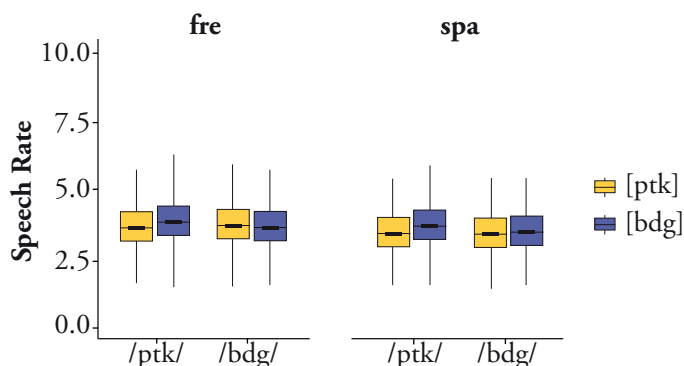 fre
spa
Speech Rate
10.0
7.5
5.0
2.5
0.0
/ptk/
/bdg/
/ptk/
/bdg/
[ptk]
[bdg]